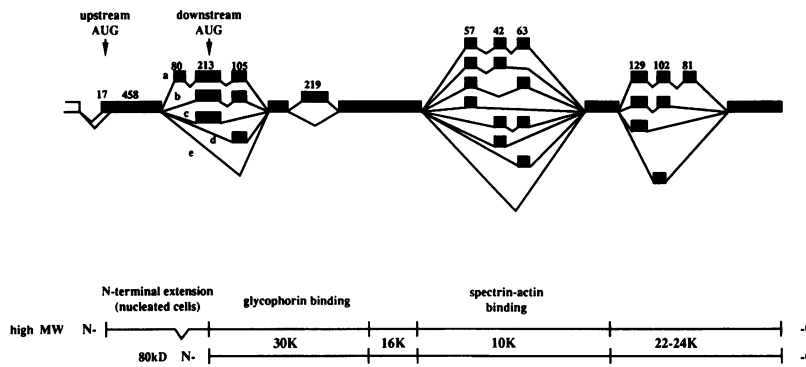 upstream AUG
downstream AUG
57 42 63
80 213 105
a
129 102 81
219
17 458
b
c
d
e
N-terminal extension (nucleated cells)
glycophorin binding
spectrin-actin binding
high MW N-
30K 16K 10K 22-24K
80kD N-